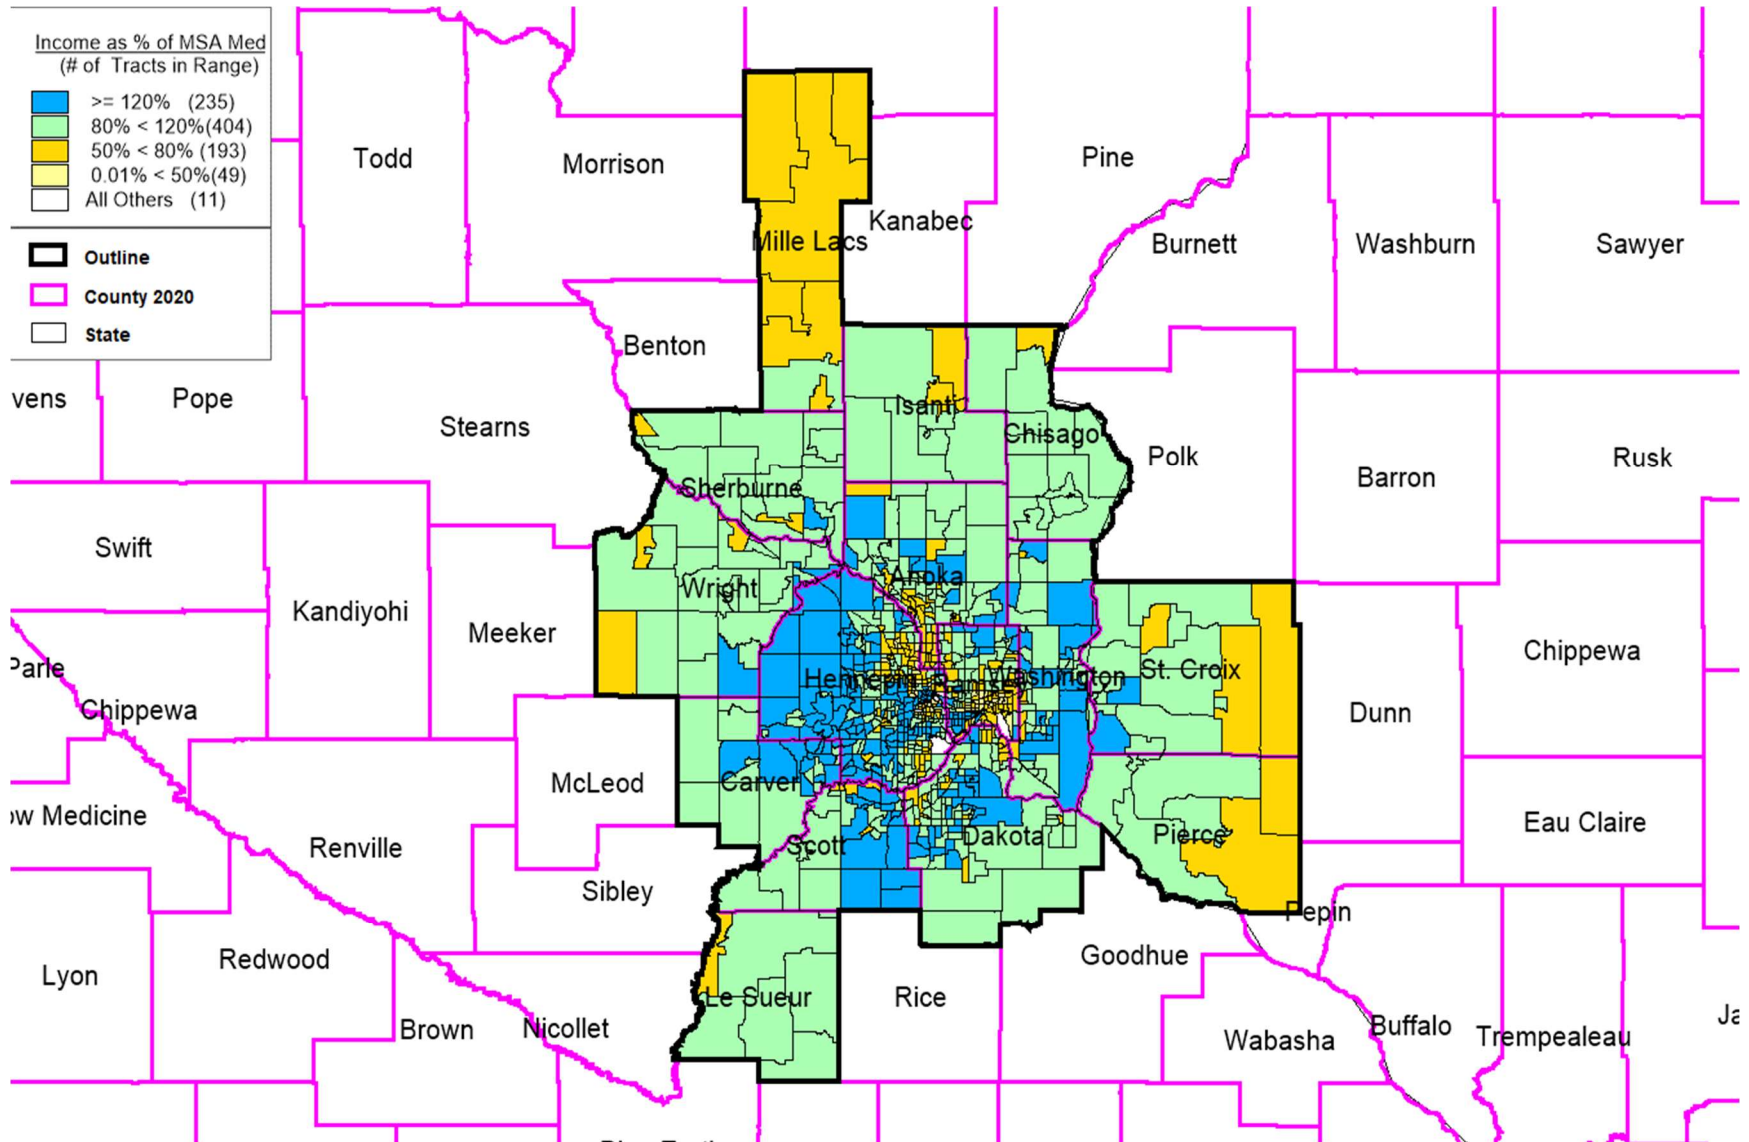 Income as % of MSA Med
(# of Tracts in Range)
>= 120% (235)
80% < 120%(404)
50% < 80% (193)
0.01% < 50%(49)
All Others (11)
Outline
County 2020
State
Todd
Morrison
Pine
Kanabec
Mille Lacs
Burnett
Washburn
Sawyer
Benton
vens
Pope
Stearns
Isanti
Chisago
Polk
Barron
Rusk
Sherburne
Swift
Anoka
Wright
Kandiyohi
Meeker
Chippewa
Parle
Hennepin
Ramsey
Washington
St. Croix
Chippewa
Dunn
McLeod
Carver
ow Medicine
Eau Claire
Renville
Scott
Dakota
Pierce
Sibley
Pepin
Redwood
Goodhue
Lyon
Le Sueur
Rice
Brown
Nicollet
Wabasha
Buffalo
Trempealeau
Ja